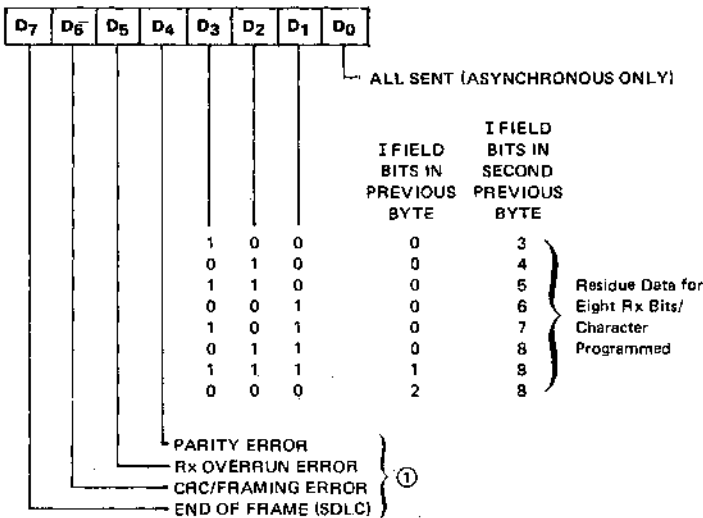 D7 D6 D5 D4 D3 D2 D1 D0
ALL SENT (ASYNCHRONOUS ONLY)
I FIELD BITS IN PREVIOUS BYTE
I FIELD BITS IN SECOND PREVIOUS BYTE
1 0 0 0 3
0 1 0 0 4
1 1 0 0 5
0 0 1 0 6
1 0 1 0 7
0 1 1 0 8
1 1 1 1 8
0 0 0 2 8
Residue Data for
Eight Rx Bits/
Character
Programmed
PARITY ERROR
Rx OVERRUN ERROR
CRC/FRAMING ERROR
END OF FRAME (SDLC)
①